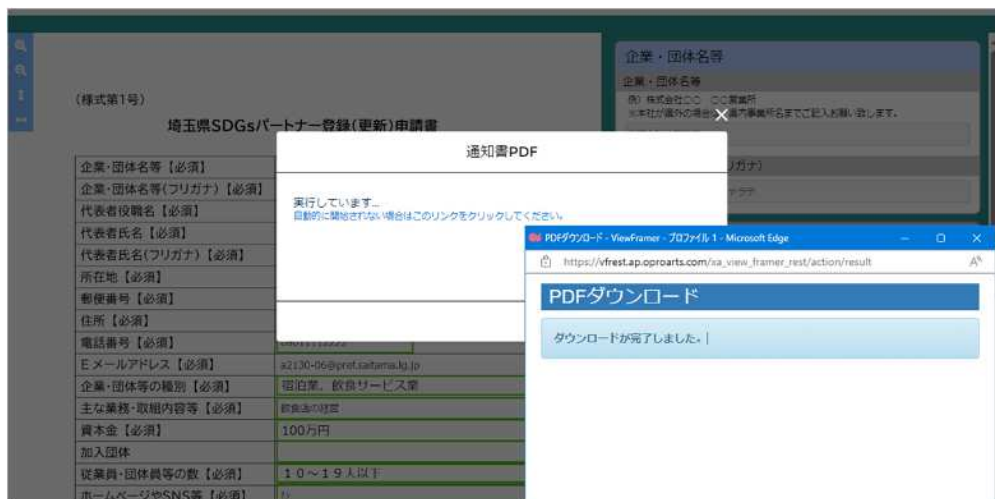 企業・団体名等
企業・団体名等
例）株式会社〇〇　〇〇営業所
（様式第1号）
埼玉県SDGsパートナー登録(更新)申請書
通知書PDF
企業・団体名等【必須】
企業・団体名等(フリガナ)【必須】
代表者役職名【必須】
代表者氏名【必須】
代表者氏名(フリガナ)【必須】
所在地【必須】
郵便番号【必須】
住所【必須】
電話番号【必須】
Eメールアドレス【必須】
a2130-06@pref.saitama.lg.jp
企業・団体等の種別【必須】
宿泊業、飲食サービス業
主な業務・取組内容等【必須】
飲食店の経営
資本金【必須】
100万円
加入団体
従業員・団体員等の数【必須】
１０～１９人以下
ホームページやSNS等【必須】
実行しています...
自動的に開始されない場合はこのリンクをクリックしてください。
PDFダウンロード - ViewFramer - プロファイル 1 - Microsoft Edge
https://vfrest.ap.oproarts.com/xa_view_framer_rest/action/result
PDFダウンロード
ダウンロードが完了しました。